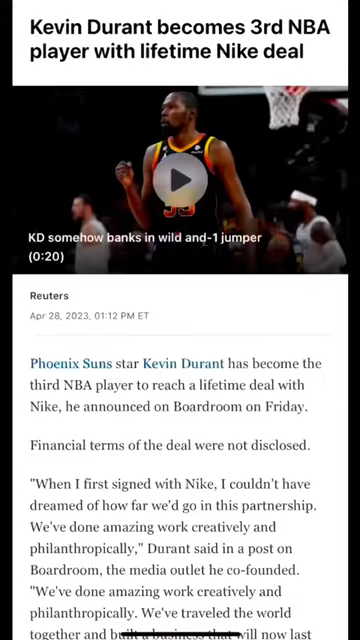 Kevin Durant becomes 3rd NBA
player with lifetime Nike deal
KD somehow banks in wild and-1 jumper
(0:20)
Reuters
Apr 28, 2023, 01:12 PM ET
Phoenix Suns star Kevin Durant has become the
third NBA player to reach a lifetime deal with
Nike, he announced on Boardroom on Friday.
Financial terms of the deal were not disclosed.
"When I first signed with Nike, I couldn't have
dreamed of how far we'd go in this partnership.
We've done amazing work creatively and
philanthropically," Durant said in a post on
Boardroom, the media outlet he co-founded.
"We've done amazing work creatively and
philanthropically. We've traveled the world
together and built a business that will now last